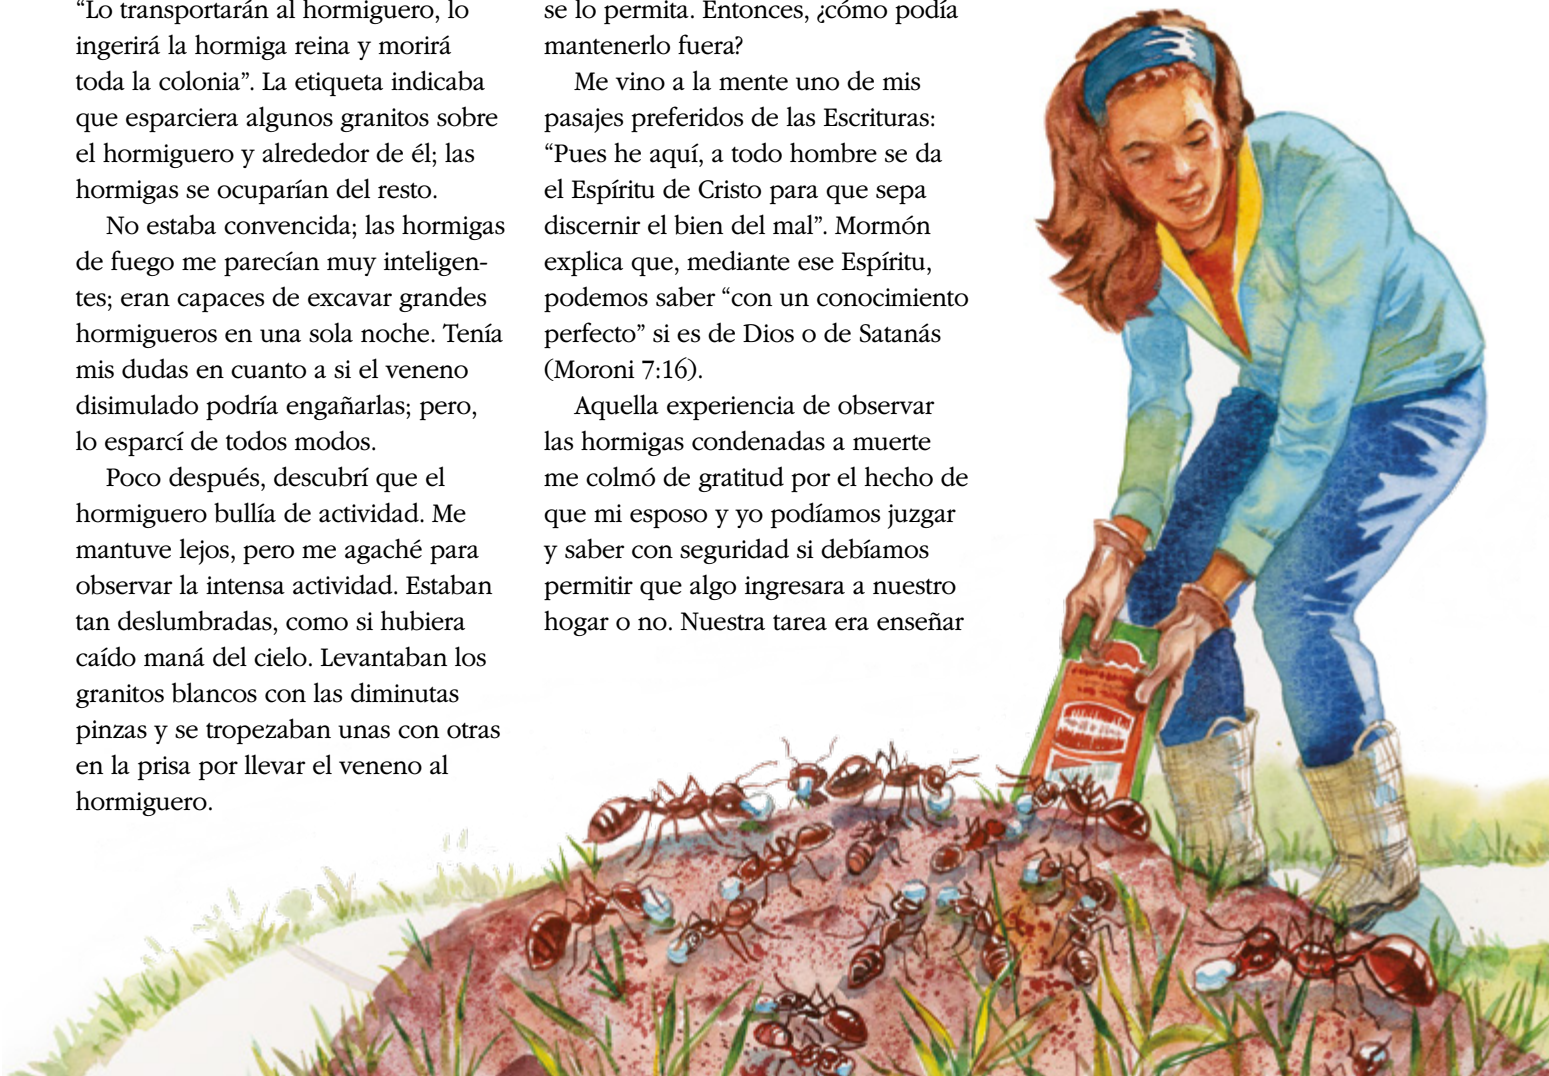 “Lo transportarán al hormiguero, lo
ingerirá la hormiga reina y morirá
toda la colonia”. La etiqueta indicaba
que esparciera algunos granitos sobre
el hormiguero y alrededor de él; las
hormigas se ocuparían del resto.
No estaba convencida; las hormigas
de fuego me parecían muy inteligen-
tes; eran capaces de excavar grandes
hormigueros en una sola noche. Tenía
mis dudas en cuanto a si el veneno
disimulado podría engañarlas; pero,
lo esparcí de todos modos.
Poco después, descubrí que el
hormiguero bullía de actividad. Me
mantuve lejos, pero me agaché para
observar la intensa actividad. Estaban
tan deslumbradas, como si hubiera
caído maná del cielo. Levantaban los
granitos blancos con las diminutas
pinzas y se tropezaban unas con otras
en la prisa por llevar el veneno al
hormiguero.
se lo permita. Entonces, ¿cómo podía
mantenerlo fuera?
Me vino a la mente uno de mis
pasajes preferidos de las Escrituras:
“Pues he aquí, a todo hombre se da
el Espíritu de Cristo para que sepa
discernir el bien del mal”. Mormón
explica que, mediante ese Espíritu,
podemos saber “con un conocimiento
perfecto” si es de Dios o de Satanás
(Moroni 7:16).
Aquella experiencia de observar
las hormigas condenadas a muerte
me colmó de gratitud por el hecho de
que mi esposo y yo podíamos juzgar
y saber con seguridad si debíamos
permitir que algo ingresara a nuestro
hogar o no. Nuestra tarea era enseñar